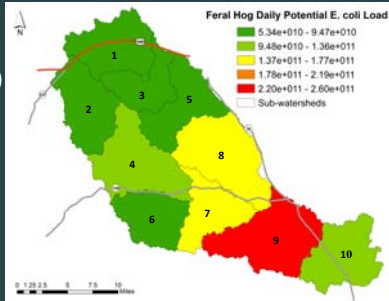 N
Feral Hog Daily Potential E. coli Load
5.34e+010 - 9.47e+010
9.48e+010 - 1.36e+011
1.37e+011 - 1.77e+011
1.78e+011 - 2.19e+011
2.20e+011 - 2.60e+011
Sub-watersheds
1
2
3
5
4
8
6
7
9
10
0 1.25 2.5 5 7.5 10
Miles